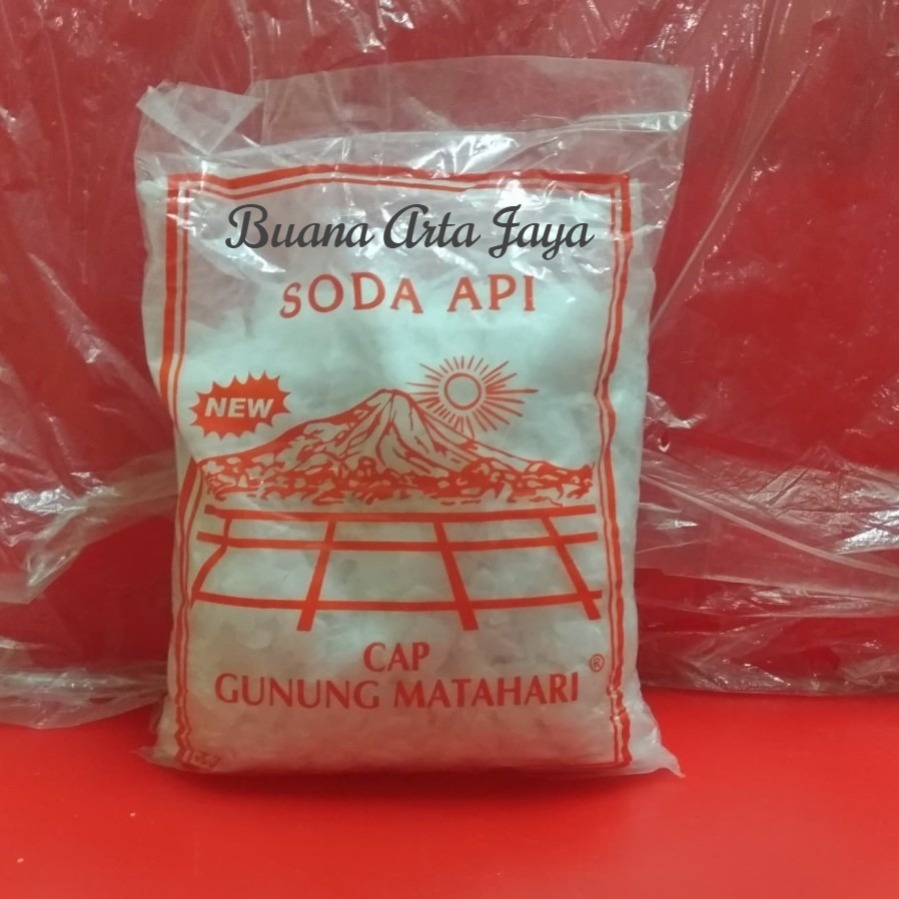 Buana Arta Jaya
SODA API
NEW
CAP
GUNUNG MATAHARI ®